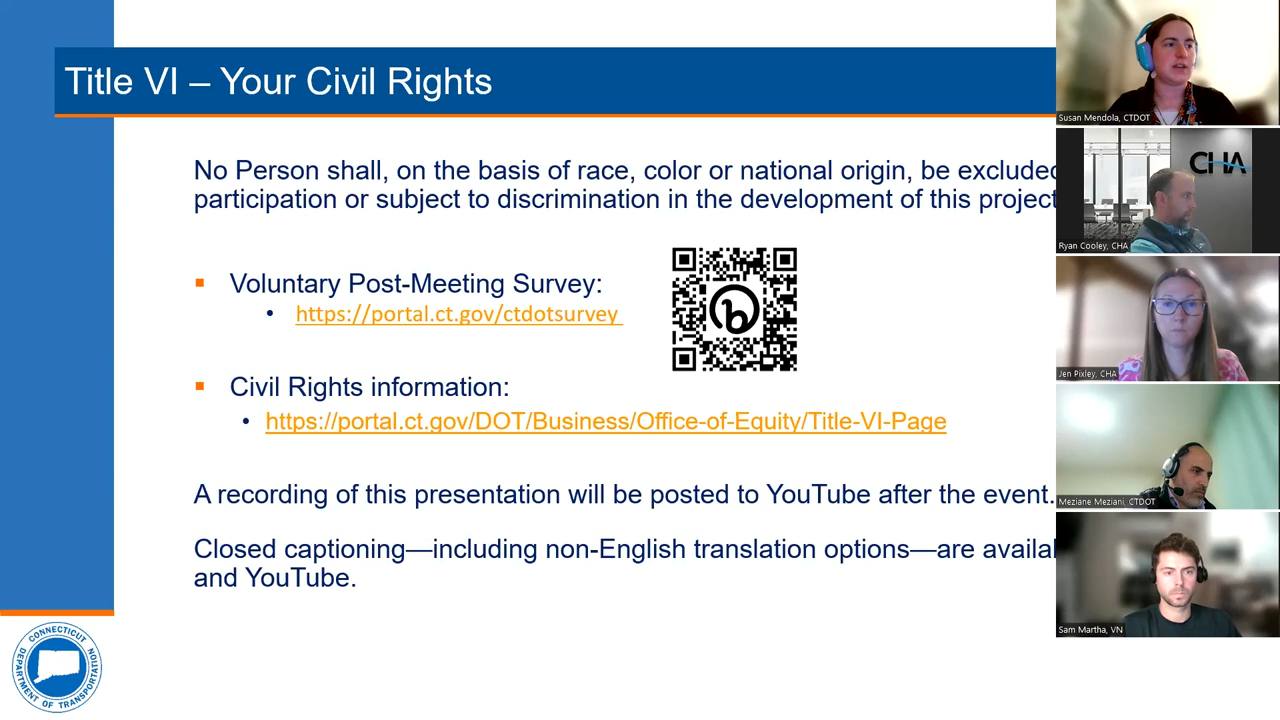 Title VI – Your Civil Rights
No Person shall, on the basis of race, color or national origin, be excluded
participation or subject to discrimination in the development of this project
▪ Voluntary Post-Meeting Survey:
• https://portal.ct.gov/ctdotsurvey
▪ Civil Rights information:
• https://portal.ct.gov/DOT/Business/Office-of-Equity/Title-VI-Page
A recording of this presentation will be posted to YouTube after the event.
Closed captioning—including non-English translation options—are availa
and YouTube.
CONNECTICUT
DEPARTMENT OF TRANSPORTATION
Susan Mendola, CTDOT
CHA
Ryan Cooley, CHA
Jen Pixley, CHA
Meziane Meziani, CTDOT
Sam Martha, VN